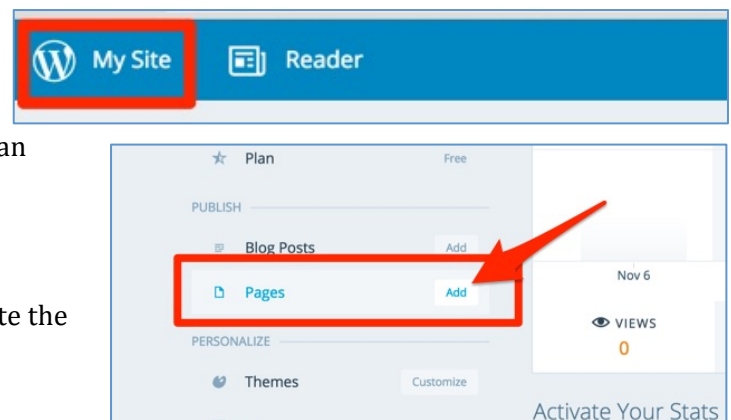 My Site Reader
an
Plan Free
PUBLISH
Blog Posts Add
Pages Add
Nov 6
te the
VIEWS
PERSONALIZE
0
Themes Customize
Activate Your Stats